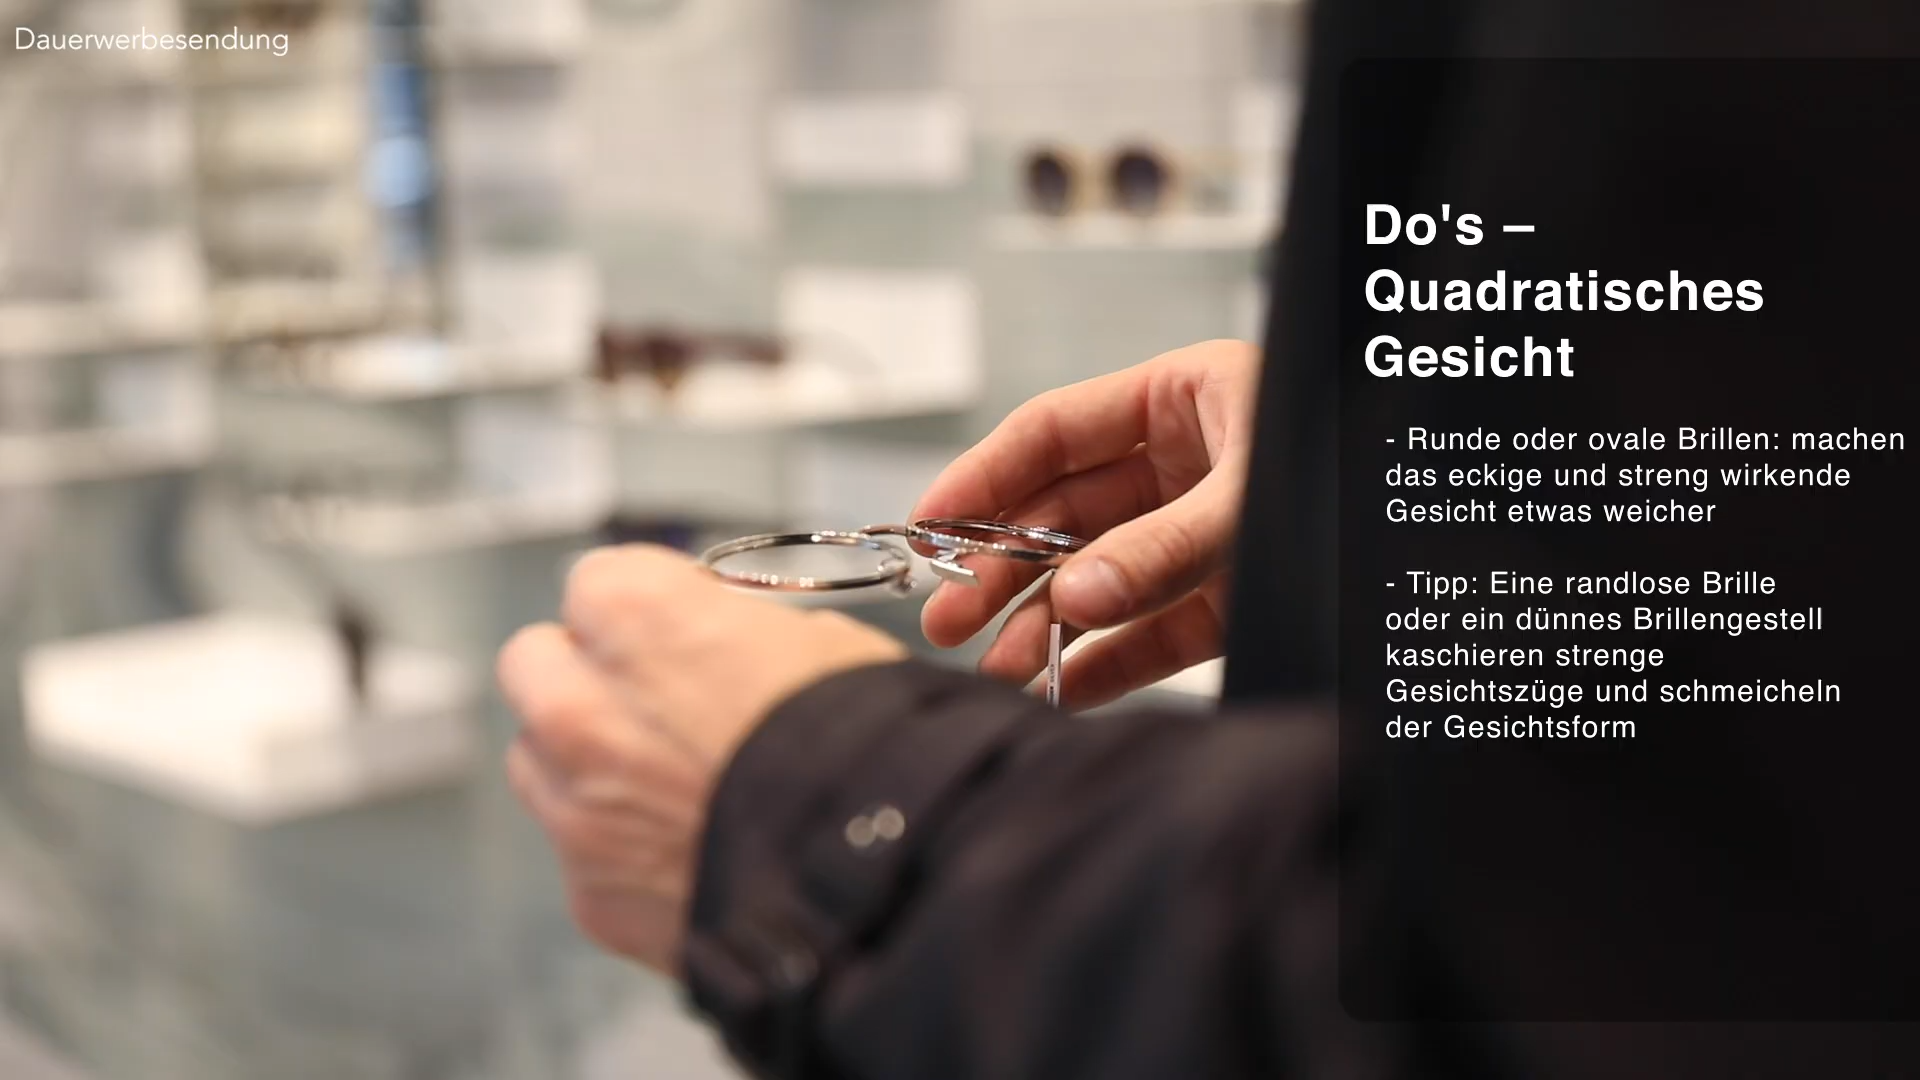 Dauerwerbesendung
Do's –
Quadratisches
Gesicht
- Runde oder ovale Brillen: machen
das eckige und streng wirkende
Gesicht etwas weicher
- Tipp: Eine randlose Brille
oder ein dünnes Brillengestell
kaschieren strenge
Gesichtszüge und schmeicheln
der Gesichtsform